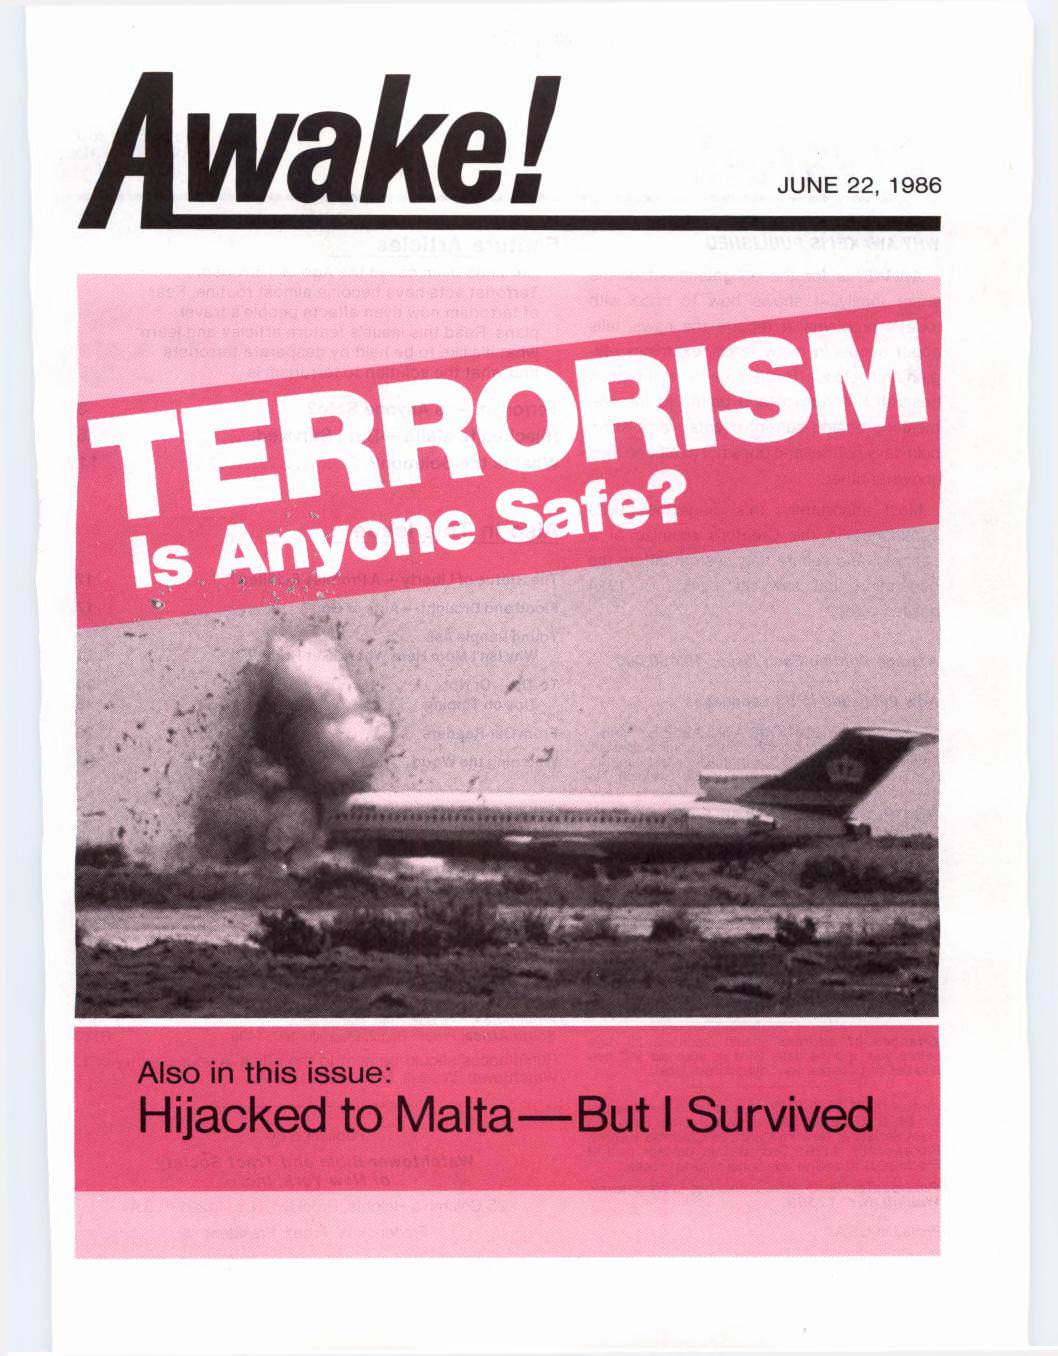 Awake!
JUNE 22, 1986
TERRORISM
Is Anyone Safe?
Also in this issue:
Hijacked to Malta—But I Survived